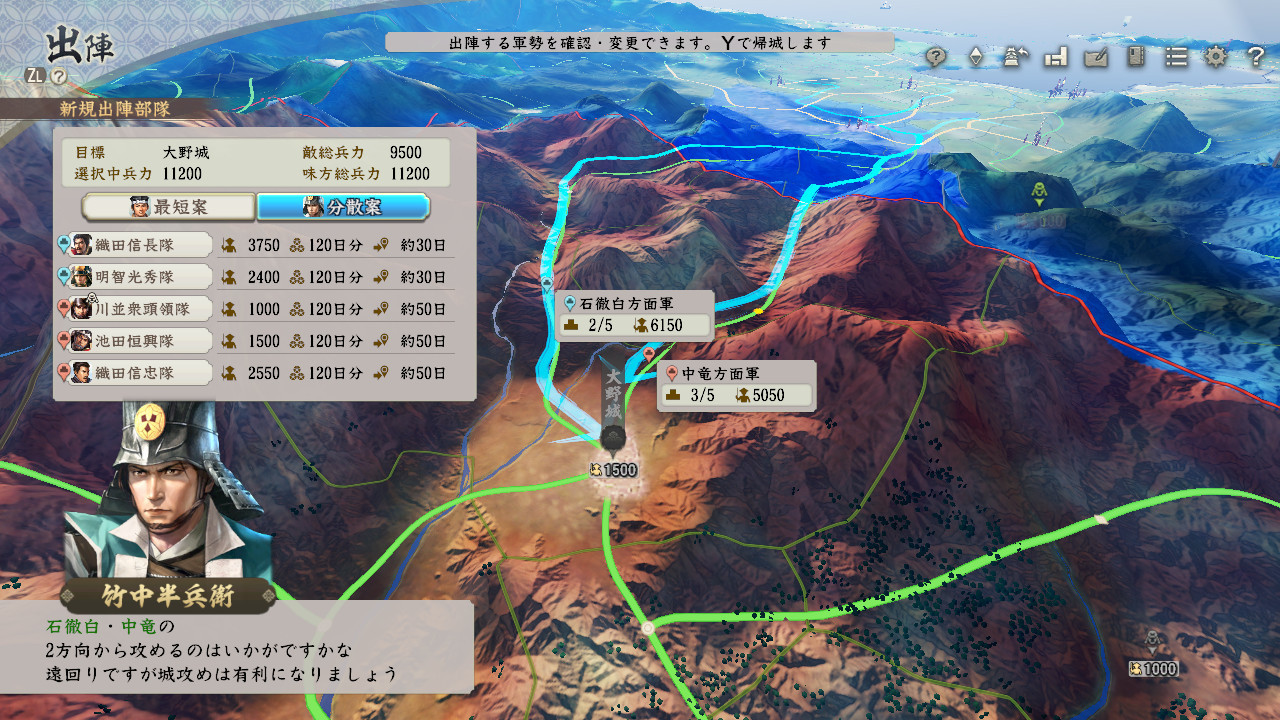 出陣
ZL ?
出陣する軍勢を確認・変更できます。Yで帰城します
新規出陣部隊
目標 大野城 敵総兵力 9500
選択中兵力 11200 味方総兵力 11200
最短案 分散案
織田信長隊 3750 120日分 約30日
明智光秀隊 2400 120日分 約30日
川並衆頭領隊 1000 120日分 約50日
池田恒興隊 1500 120日分 約50日
織田信忠隊 2550 120日分 約50日
石徹白方面軍
2/5 6150
中竜方面軍
3/5 5050
大野城
1500
1000
竹中半兵衛
石徹白・中竜の
2方向から攻めるのはいかがですかな
遠回りですが城攻めは有利になりましょう